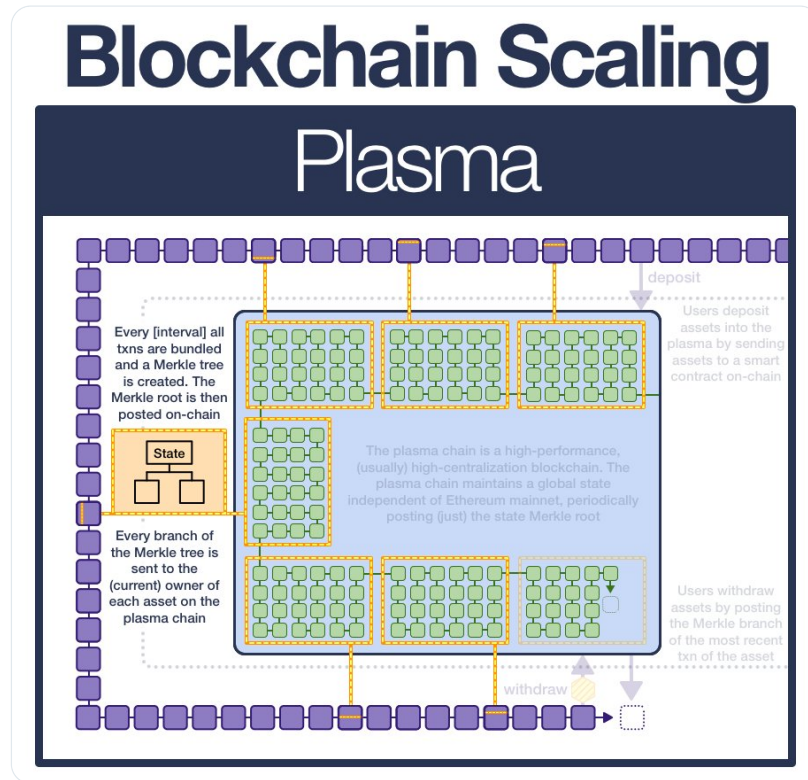 Blockchain Scaling
Plasma
deposit
Every [interval] all
txns are bundled
and a Merkle tree
is created. The
Merkle root is then
posted on-chain
Users deposit
assets into the
plasma by sending
assets to a smart
contract on-chain
State
The plasma chain is a high-performance,
(usually) high-centralization blockchain. The
plasma chain maintains a global state
independent of Ethereum mainnet, periodically
posting (just) the state Merkle root
Every branch of
the Merkle tree is
sent to the
(current) owner of
each asset on the
plasma chain
Users withdraw
assets by posting
the Merkle branch
of the most recent
txn of the asset
withdraw